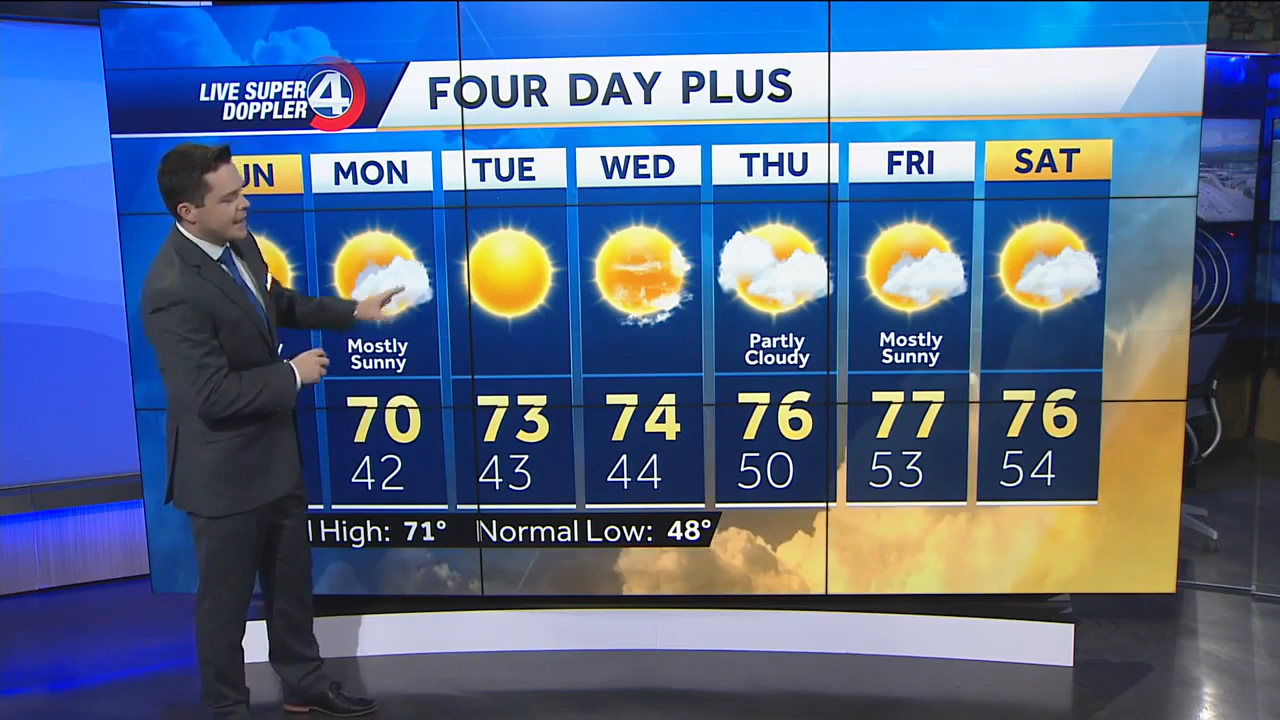 LIVE SUPER
DOPPLER 4
FOUR DAY PLUS
UN MON TUE WED THU FRI SAT
Mostly
Sunny
Partly
Cloudy
Mostly
Sunny
70 73 74 76 77 76
42 43 44 50 53 54
l High: 71° Normal Low: 48°